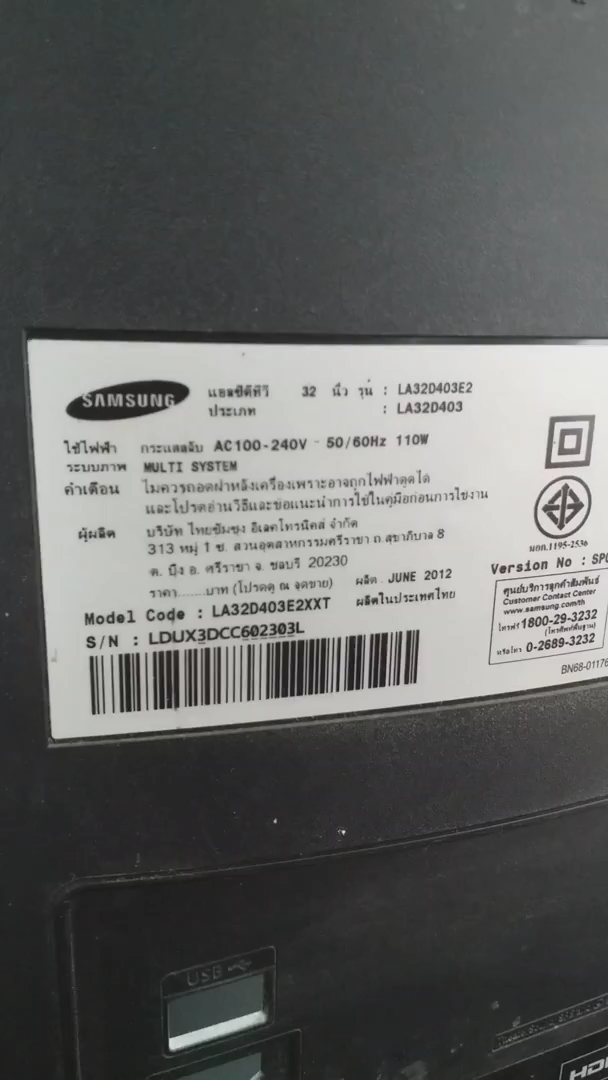 SAMSUNG
แอลซีดีทีวี 32 นิ้ว รุ่น : LA32D403E2
ประเภท : LA32D403
ใช้ไฟฟ้า กระแสสลับ AC100-240V ~ 50/60Hz 110W
ระบบภาพ MULTI SYSTEM
คำเตือน ไม่ควรถอดฝาหลังเครื่องเพราะอาจถูกไฟฟ้าดูดได้
และโปรดอ่านวิธีและข้อแนะนำการใช้ในคู่มือก่อนการใช้งาน
ผู้ผลิต บริษัท ไทยซัมซุง อิเลคโทรนิคส์ จำกัด
313 หมู่ 1 ช. สวนอุตสาหกรรมศรีราชา ถ.สุขาภิบาล 8
ต. บึง อ. ศรีราชา จ. ชลบุรี 20230
ราคา.......บาท (โปรดดู ณ จุดขาย) ผลิต JUNE 2012
Model Code : LA32D403E2XXT ผลิตในประเทศไทย
S/N : LDUX3DCC602303L
มอก.1195-2536
Version No : SP0
ศูนย์บริการลูกค้าสัมพันธ์
Customer Contact Center
www.samsung.com/th
โทรฟรี 1800-29-3232
(โทรศัพท์พื้นฐาน)
หรือโทร 0-2689-3232
BN68-01176
USB
HDMI